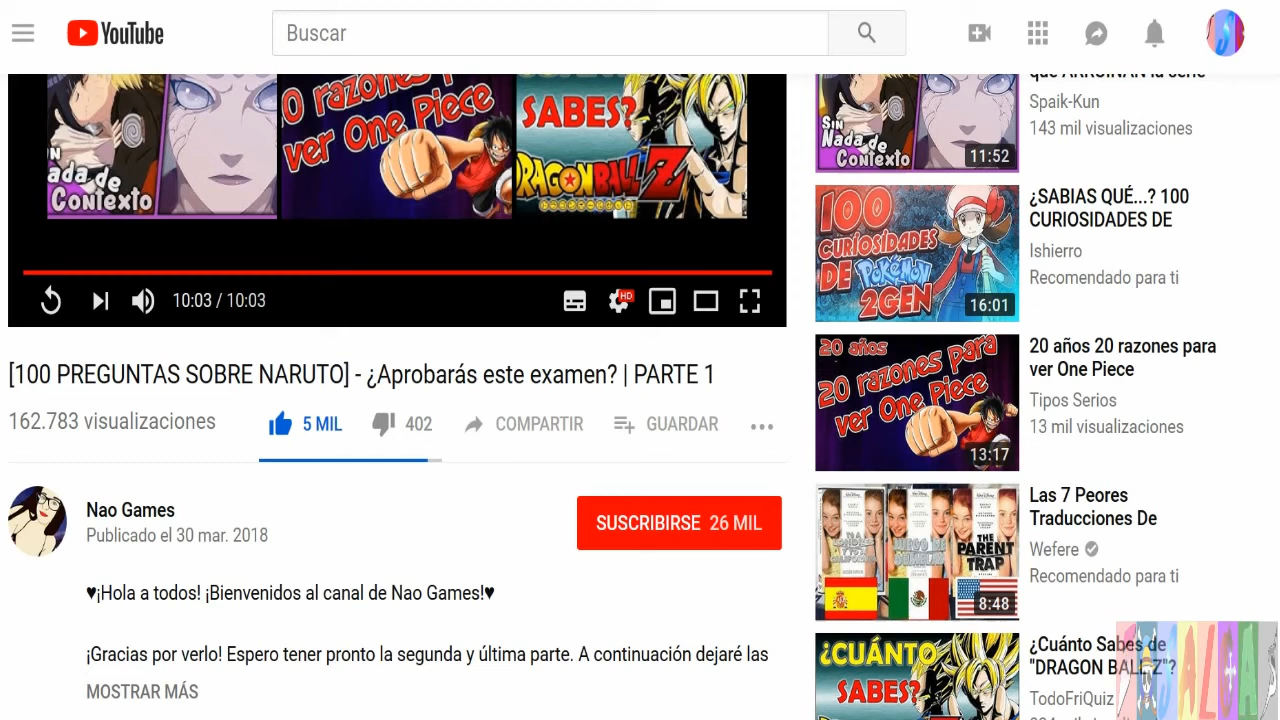 YouTube
Buscar
SIN
Nada de
Contexto
20 razones
ver One Piece
SABES?
DRAGON BALL Z
10:03 / 10:03
HD
[100 PREGUNTAS SOBRE NARUTO] - ¿Aprobarás este examen? | PARTE 1
162.783 visualizaciones
5 MIL
402
COMPARTIR
GUARDAR
Nao Games
Publicado el 30 mar. 2018
SUSCRIBIRSE 26 MIL
♥¡Hola a todos! ¡Bienvenidos al canal de Nao Games!♥
¡Gracias por verlo! Espero tener pronto la segunda y última parte. A continuación dejaré las
MOSTRAR MÁS
que ARRUINAN la serie
Spaik-Kun
143 mil visualizaciones
SIN
Nada de
Contexto
11:52
¿SABIAS QUÉ...? 100
CURIOSIDADES DE
Ishierro
Recomendado para ti
100
CURIOSIDADES
DE POKÉMON
2GEN
16:01
20 años 20 razones para
ver One Piece
Tipos Serios
13 mil visualizaciones
20 años
20 razones para
ver One Piece
13:17
Las 7 Peores
Traducciones De
Wefere
Recomendado para ti
THE
PARENT
TRAP
8:48
¿Cuánto Sabes de
"DRAGON BALL Z"?
TodoFriQuiz
¿CUÁNTO
SABES?